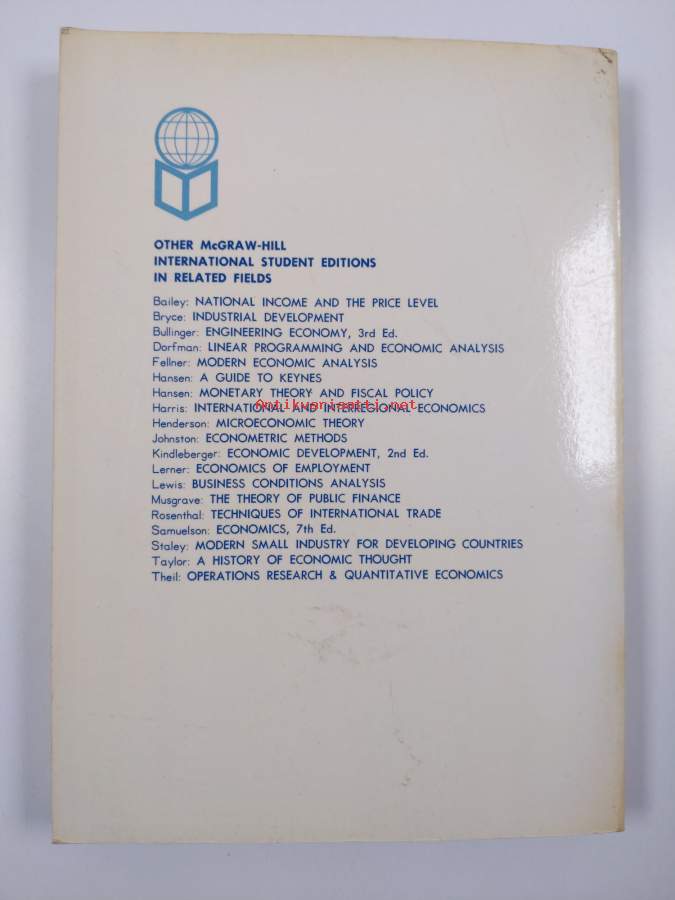 OTHER McGRAW-HILL
INTERNATIONAL STUDENT EDITIONS
IN RELATED FIELDS
Bailey: NATIONAL INCOME AND THE PRICE LEVEL
Bryce: INDUSTRIAL DEVELOPMENT
Bullinger: ENGINEERING ECONOMY, 3rd Ed.
Dorfman: LINEAR PROGRAMMING AND ECONOMIC ANALYSIS
Fellner: MODERN ECONOMIC ANALYSIS
Hansen: A GUIDE TO KEYNES
Hansen: MONETARY THEORY AND FISCAL POLICY
Antikvariaatti.net
Harris: INTERNATIONAL AND INTERREGIONAL ECONOMICS
Henderson: MICROECONOMIC THEORY
Johnston: ECONOMETRIC METHODS
Kindleberger: ECONOMIC DEVELOPMENT, 2nd Ed.
Lerner: ECONOMICS OF EMPLOYMENT
Lewis: BUSINESS CONDITIONS ANALYSIS
Musgrave: THE THEORY OF PUBLIC FINANCE
Rosenthal: TECHNIQUES OF INTERNATIONAL TRADE
Samuelson: ECONOMICS, 7th Ed.
Staley: MODERN SMALL INDUSTRY FOR DEVELOPING COUNTRIES
Taylor: A HISTORY OF ECONOMIC THOUGHT
Theil: OPERATIONS RESEARCH & QUANTITATIVE ECONOMICS